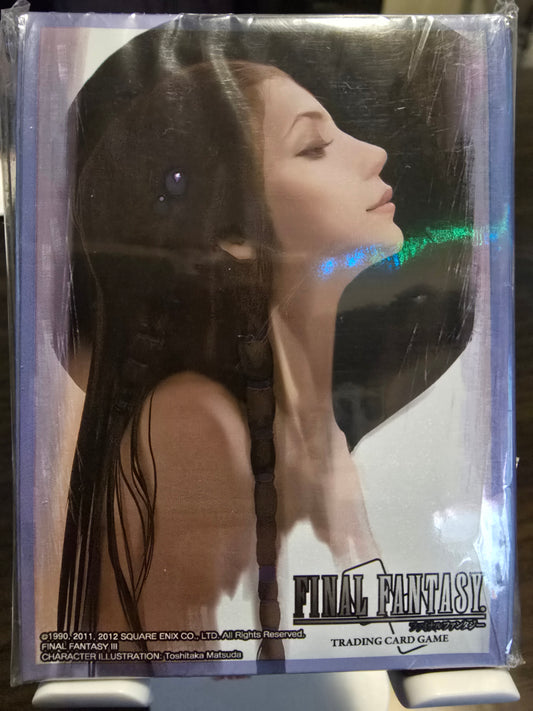 FINAL FANTASY®
ファイナルファンタジー
TRADING CARD GAME
©1990, 2011, 2012 SQUARE ENIX CO., LTD. All Rights Reserved.
FINAL FANTASY III
CHARACTER ILLUSTRATION: Toshitaka Matsuda